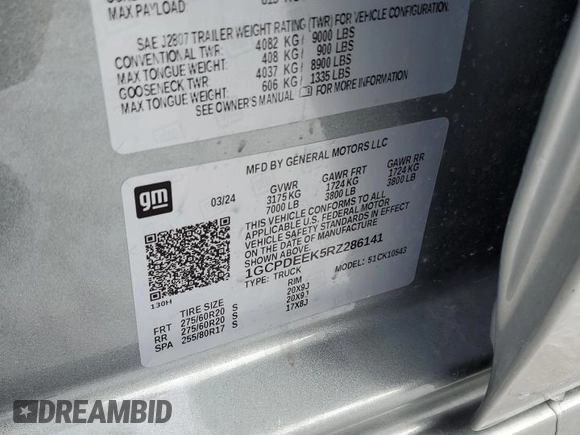 MAX PAYLOAD
SAE J2807 TRAILER WEIGHT RATING (TWR) FOR VEHICLE CONFIGURATION.
CONVENTIONAL TWR: 4082 KG / 9000 LBS
MAX TONGUE WEIGHT: 408 KG / 900 LBS
GOOSENECK TWR: 4037 KG / 8900 LBS
MAX TONGUE WEIGHT: 606 KG / 1335 LBS
SEE OWNER'S MANUAL FOR MORE INFORMATION
MFD BY GENERAL MOTORS LLC
gm
03/24
GVWR GAWR FRT GAWR RR
3175 KG 1724 KG 1724 KG
7000 LB 3800 LB 3800 LB
THIS VEHICLE CONFORMS TO ALL
APPLICABLE U.S. FEDERAL MOTOR
VEHICLE SAFETY STANDARDS IN EFFECT
ON THE DATE OF MANUFACTURE
SHOWN ABOVE.
1GCPDEEK5RZ286141
TYPE: TRUCK MODEL: 51CK10543
130H
TIRE SIZE RIM
FRT 275/60R20 S 20X9J
RR 275/60R20 S 20X9J
SPA 255/80R17 S 17X8J
DREAMBID